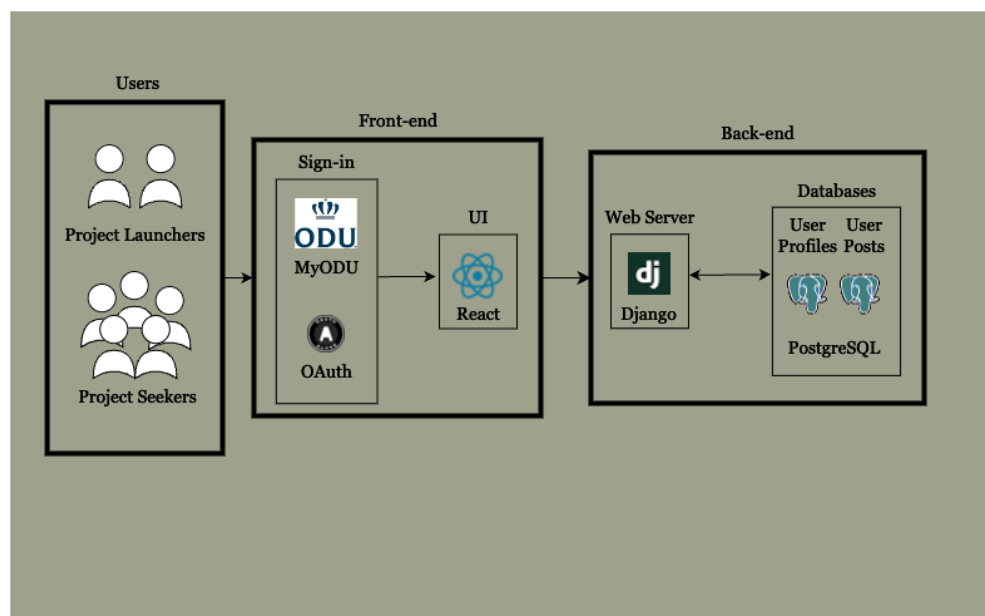 Users
Project Launchers
Project Seekers
Front-end
Sign-in
ODU
MyODU
A
OAuth
UI
React
Back-end
Web Server
dj
Django
Databases
User Profiles
User Posts
PostgreSQL